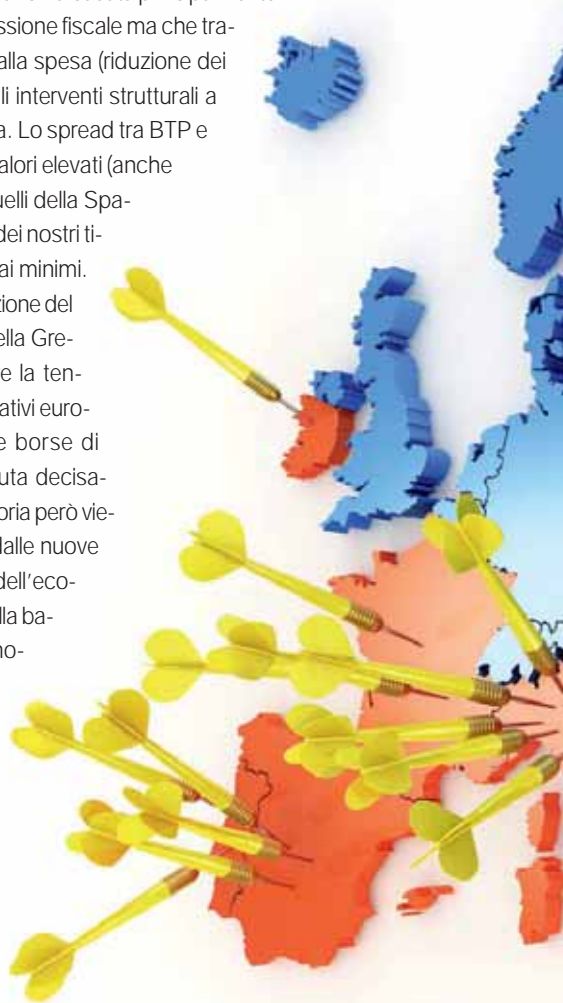 ssione fiscale ma che tra-
alla spesa (riduzione dei
li interventi strutturali a
a. Lo spread tra BTP e
alori elevati (anche
uelli della Spa-
dei nostri ti-
ai minimi.
zione del
ella Gre-
e la ten-
ativi euro-
e borse di
uta decisa-
oria però vie-
dalle nuove
dell'eco-
lla ba-
no-